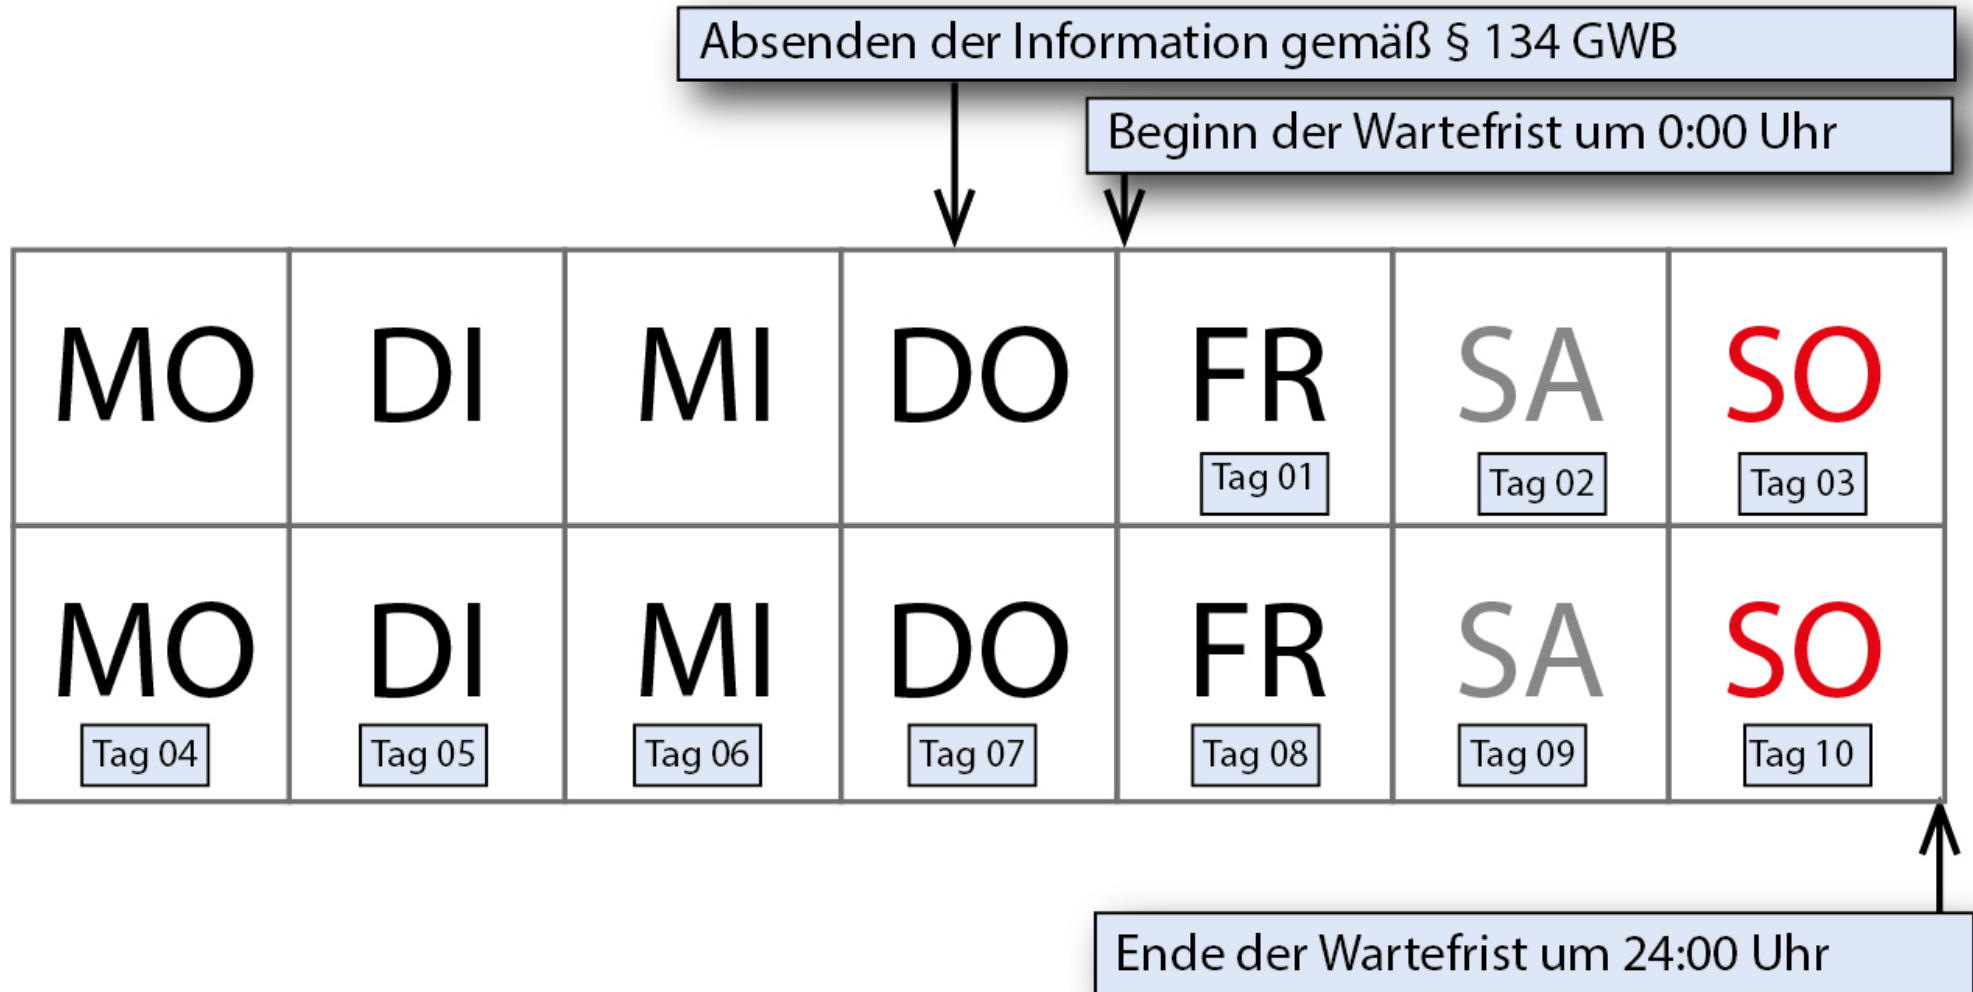 Absenden der Information gemäß § 134 GWB
Beginn der Wartefrist um 0:00 Uhr
MO DI MI DO FR SA SO
Tag 01 Tag 02 Tag 03
MO DI MI DO FR SA SO
Tag 04 Tag 05 Tag 06 Tag 07 Tag 08 Tag 09 Tag 10
Ende der Wartefrist um 24:00 Uhr